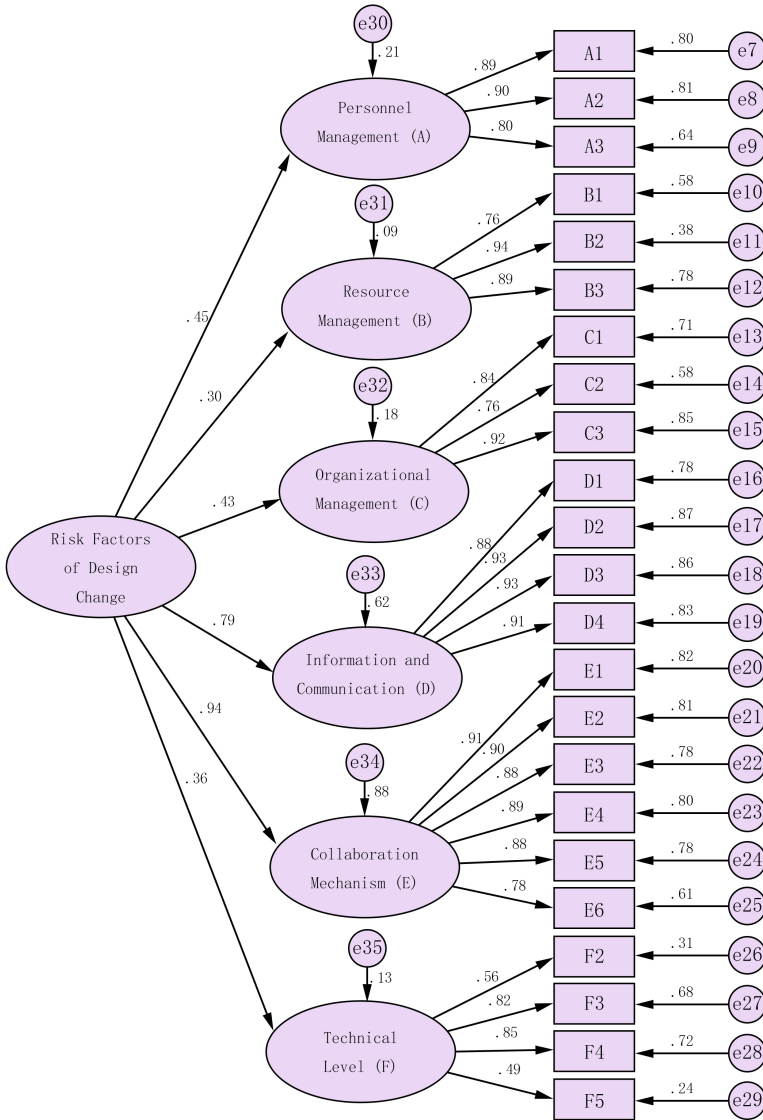 e30
.21
Personnel
Management (A)
.89
.90
.80
A1
.80
e7
A2
.81
e8
A3
.64
e9
e31
.09
Resource
Management (B)
.76
.94
.89
B1
.58
e10
B2
.38
e11
B3
.78
e12
e32
.18
Organizational
Management (C)
.84
.76
.92
C1
.71
e13
C2
.58
e14
C3
.85
e15
Risk Factors
of Design
Change
.45
.30
.43
.79
.94
.36
e33
.62
Information and
Communication (D)
.88
.93
.93
.91
D1
.78
e16
D2
.87
e17
D3
.86
e18
D4
.83
e19
e34
.88
Collaboration
Mechanism (E)
.91
.90
.88
.89
.88
.78
E1
.82
e20
E2
.81
e21
E3
.78
e22
E4
.80
e23
E5
.78
e24
E6
.61
e25
e35
.13
Technical
Level (F)
.56
.82
.85
.49
F2
.31
e26
F3
.68
e27
F4
.72
e28
F5
.24
e29